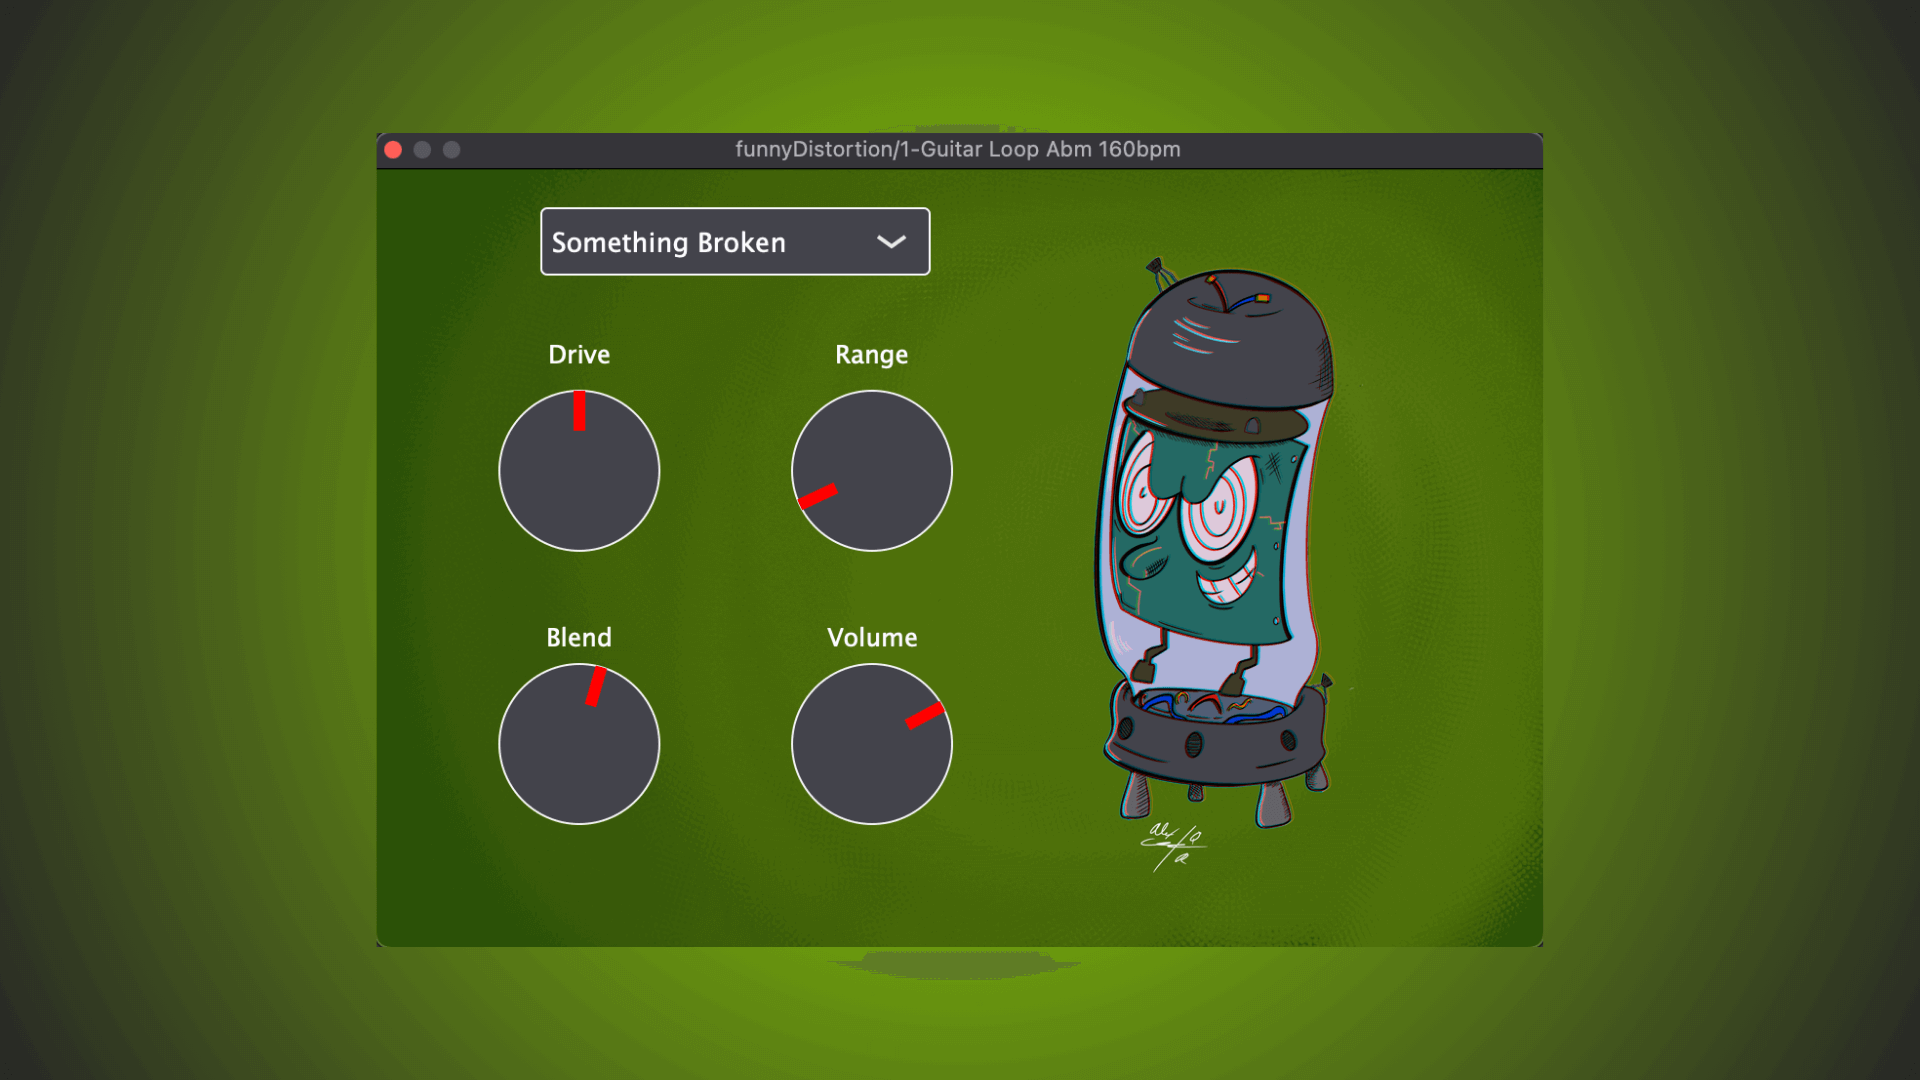 funnyDistortion/1-Guitar Loop Abm 160bpm
Something Broken
Drive
Range
Blend
Volume